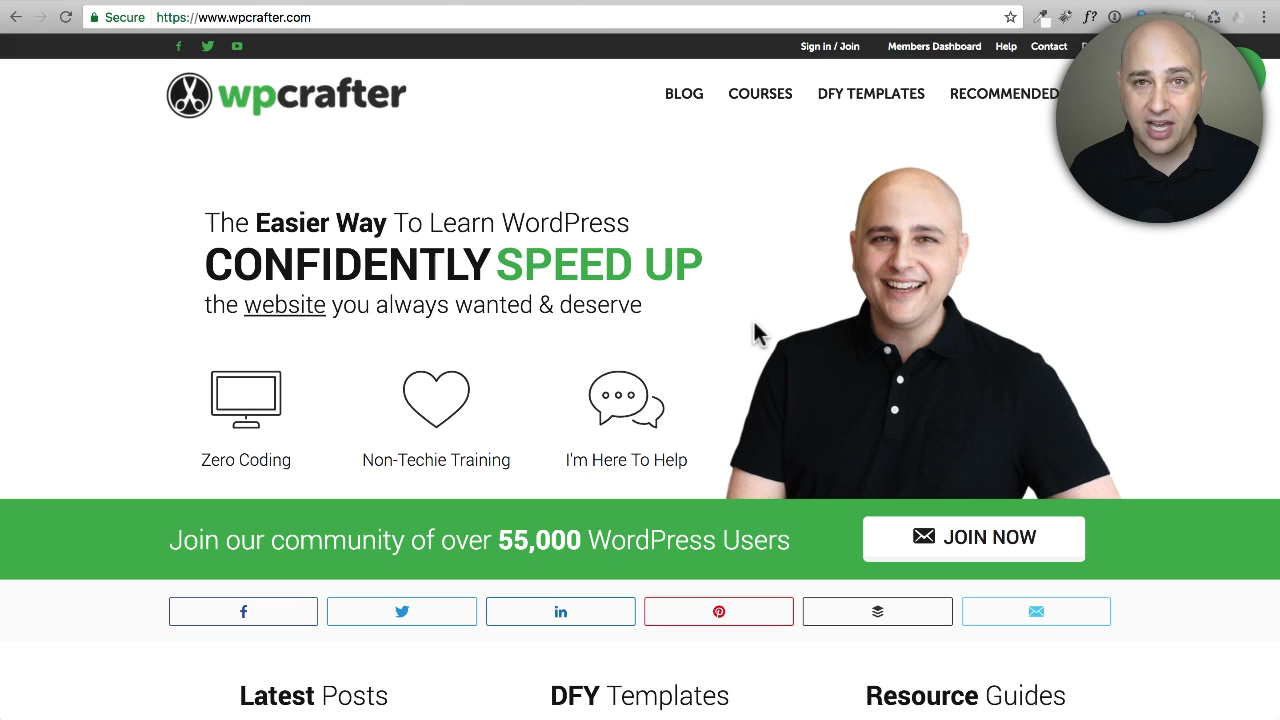 Secure https://www.wpcrafter.com
f?
Sign in / Join Members Dashboard Help Contact
wpcrafter
BLOG COURSES DFY TEMPLATES RECOMMENDED
The Easier Way To Learn WordPress
CONFIDENTLY SPEED UP
the website you always wanted & deserve
Zero Coding Non-Techie Training I'm Here To Help
Join our community of over 55,000 WordPress Users JOIN NOW
Latest Posts DFY Templates Resource Guides